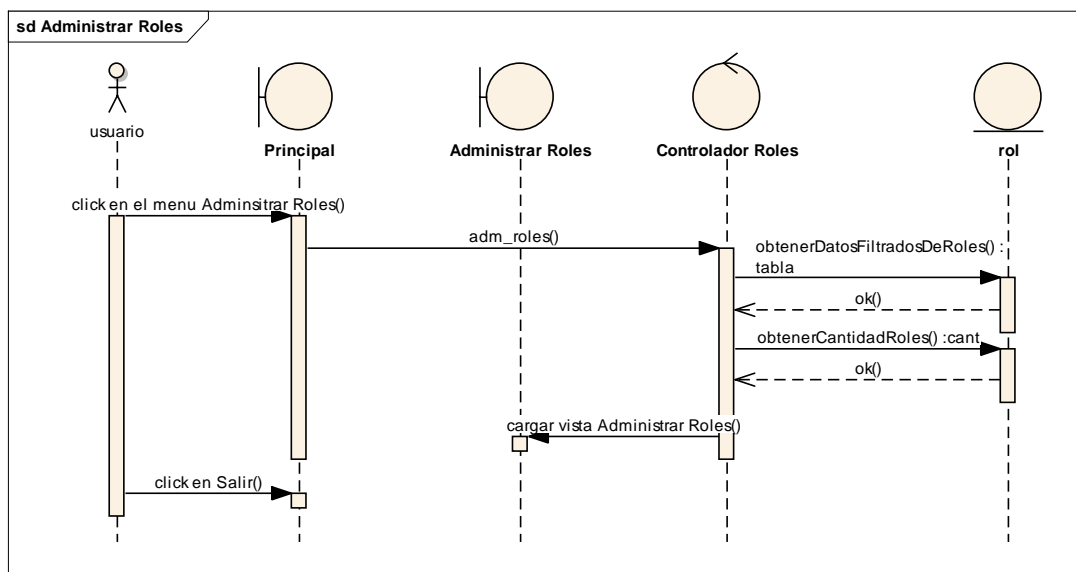 sd Administrar Roles
usuario
Principal
Administrar Roles
Controlador Roles
rol
click en el menu Adminsitrar Roles()
adm_roles()
obtenerDatosFiltradosDeRoles() :
tabla
ok()
obtenerCantidadRoles() :cant
ok()
cargar vista Administrar Roles()
click en Salir()